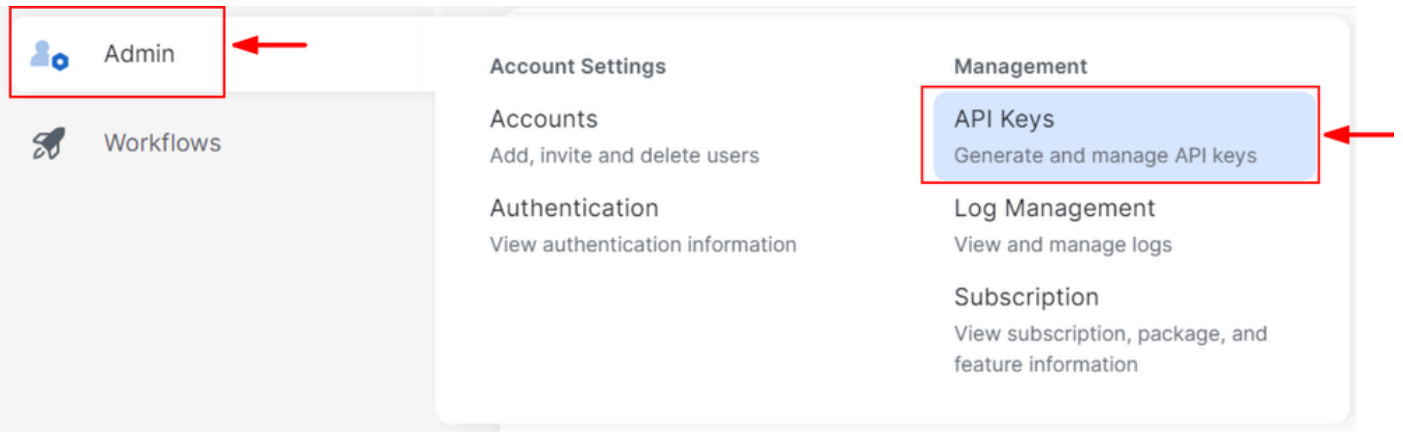 Admin
Workflows
Account Settings
Accounts
Add, invite and delete users
Authentication
View authentication information
Management
API Keys
Generate and manage API keys
Log Management
View and manage logs
Subscription
View subscription, package, and
feature information